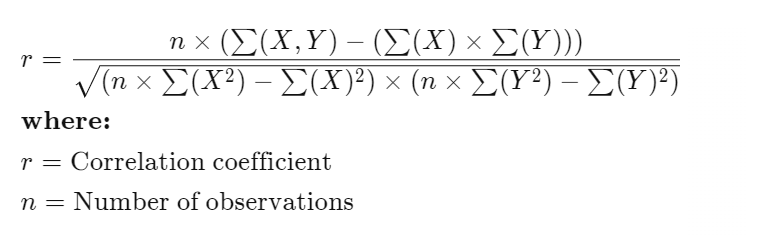 r = n × (∑(X, Y) − (∑(X) × ∑(Y))) / √(n × ∑(X²) − ∑(X)²) × (n × ∑(Y²) − ∑(Y)²)
where:
r = Correlation coefficient
n = Number of observations